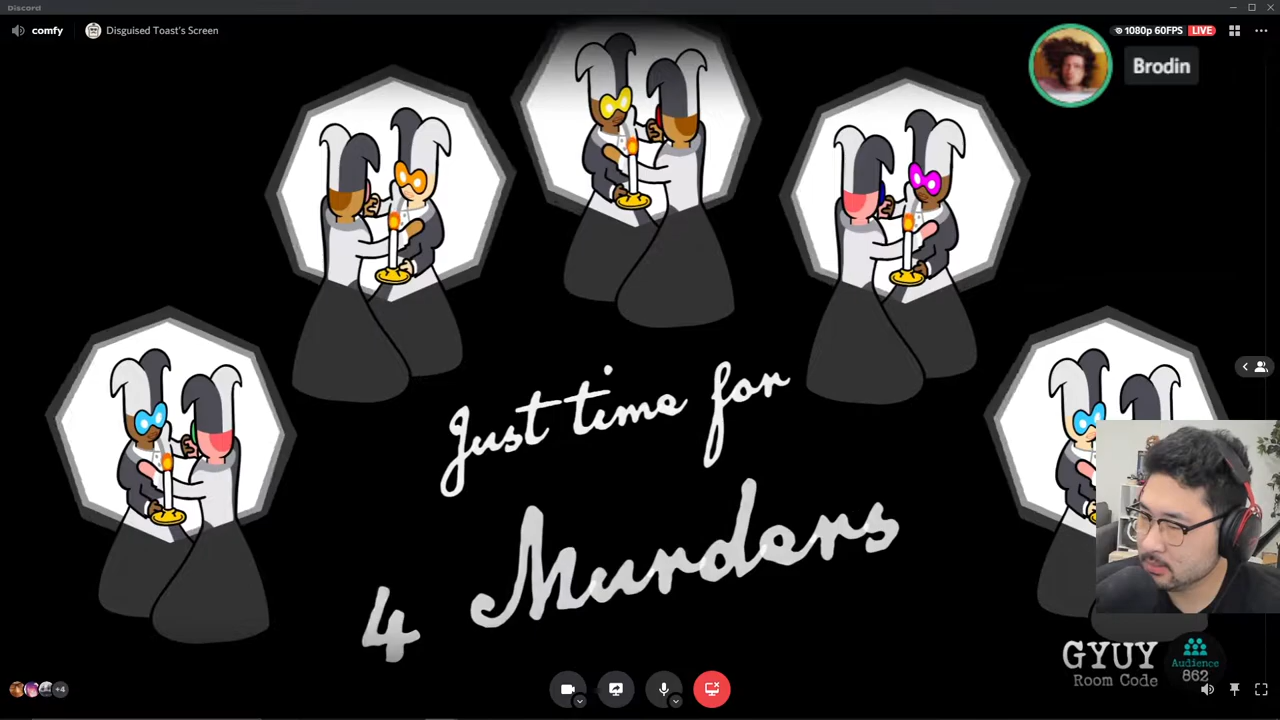 Discord
comfy
Disguised Toast's Screen
1080p 60FPS
LIVE
Brodin
Just time for
4 Murders
GYUY
Room Code
Audience
862
+4